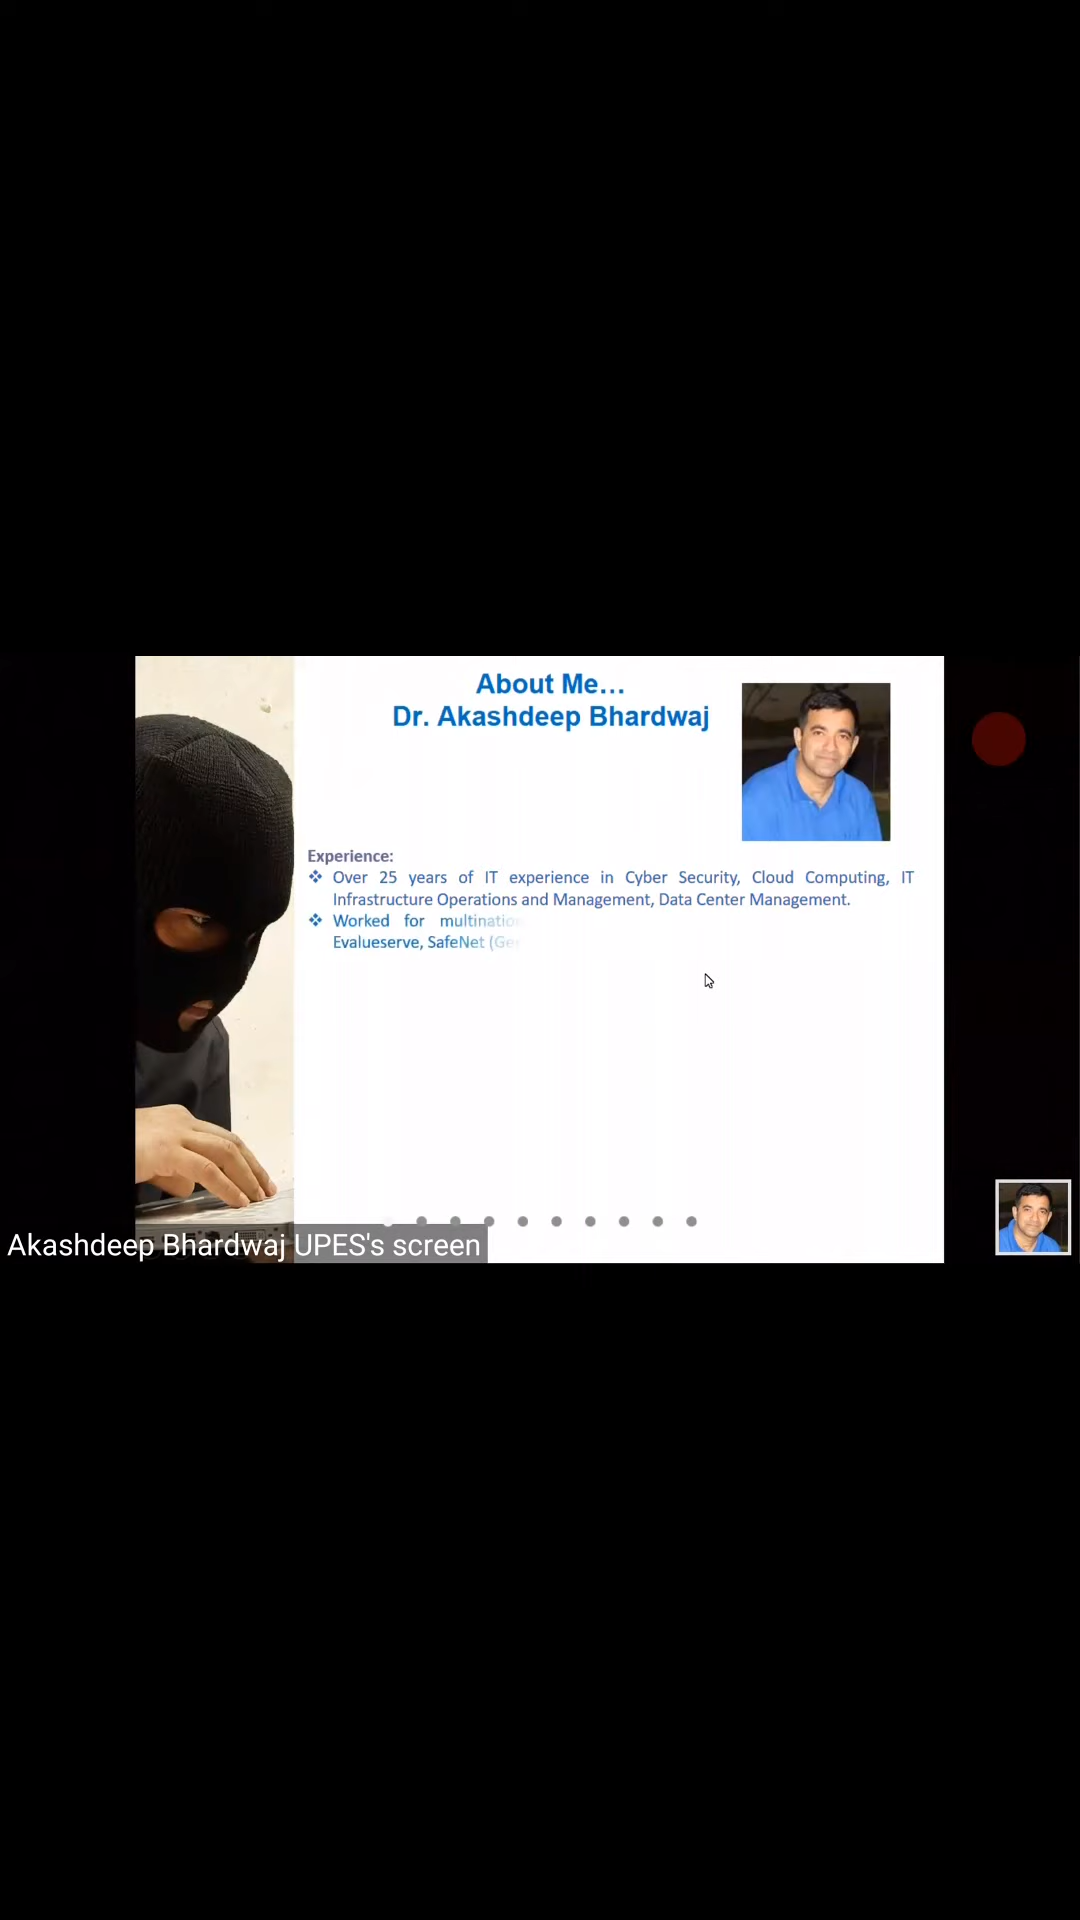 About Me...
Dr. Akashdeep Bhardwaj
Experience:
❖ Over 25 years of IT experience in Cyber Security, Cloud Computing, IT
Infrastructure Operations and Management, Data Center Management.
❖ Worked for
Evalueserve, SafeNet
Akashdeep Bhardwaj UPES's screen